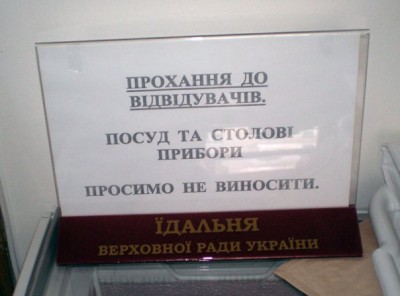 ПРОХАННЯ ДО
ВІДВІДУВАЧІВ.
ПОСУД ТА СТОЛОВІ
ПРИБОРИ
ПРОСИМО НЕ ВИНОСИТИ.
ЇДАЛЬНЯ
ВЕРХОВНОЇ РАДИ УКРАЇНИ